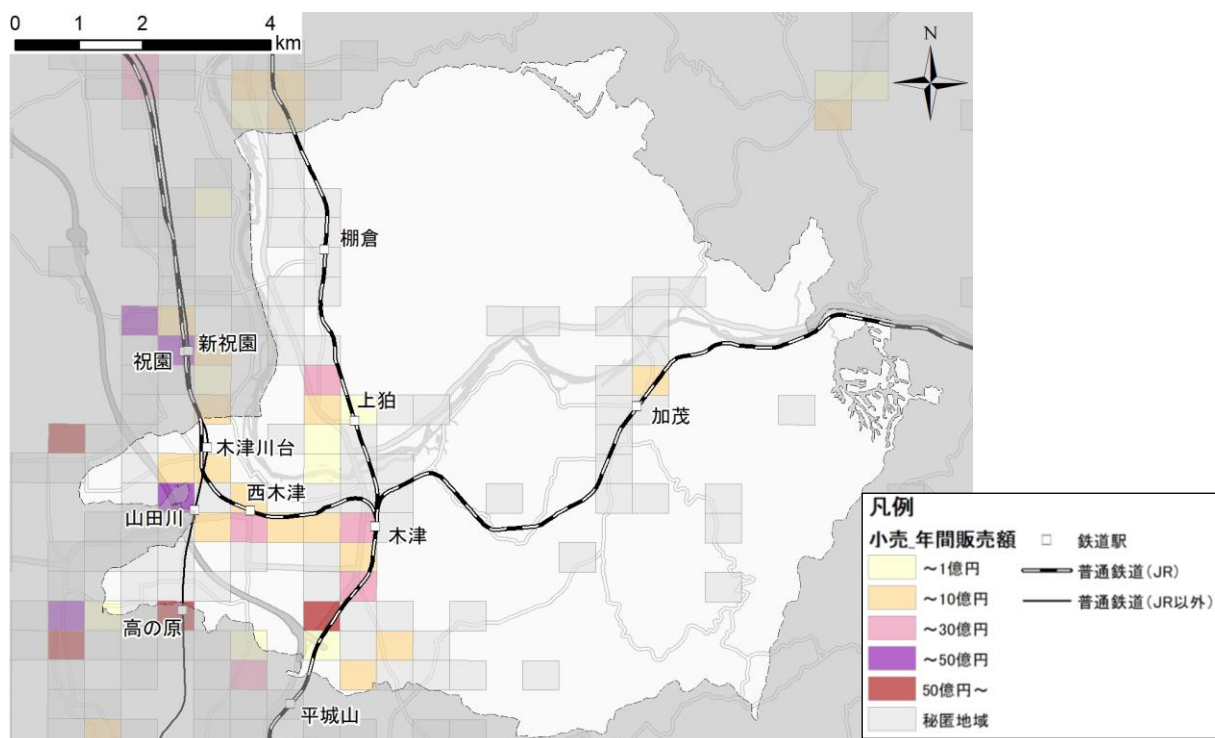 0 1 2 4
km
N
棚倉
新祝園
祝園
上狛
加茂
木津川台
西木津
山田川
木津
高の原
平城山
凡例
小売_年間販売額
～1億円
～10億円
～30億円
～50億円
50億円～
秘匿地域
鉄道駅
普通鉄道(JR)
普通鉄道(JR以外)